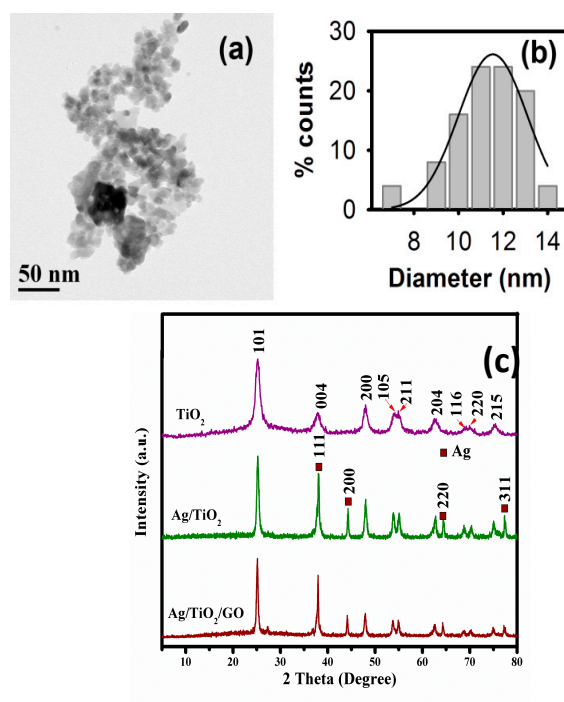 (a)
50 nm
(b)
30
20
10
0
% counts
8 10 12 14
Diameter (nm)
(c)
101
004
200
105
211
204
116
220
215
TiO2
Ag
111
200
220
311
Ag/TiO2
Ag/TiO2/GO
Intensity (a.u.)
10 20 30 40 50 60 70 80
2 Theta (Degree)